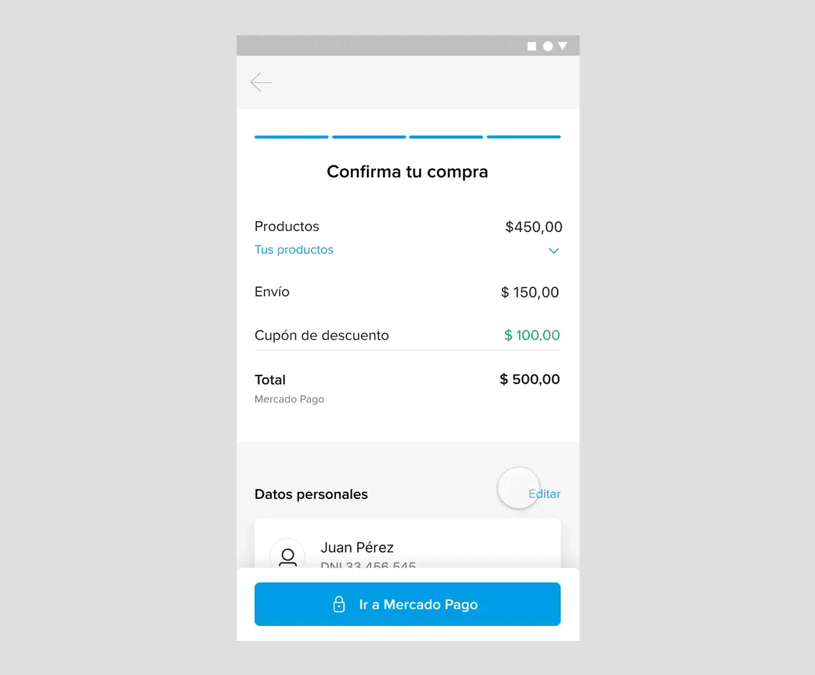 Confirma tu compra
Productos $450,00
Tus productos
Envío $ 150,00
Cupón de descuento $ 100,00
Total $ 500,00
Mercado Pago
Datos personales Editar
Juan Pérez
DNI 33.456.545
Ir a Mercado Pago